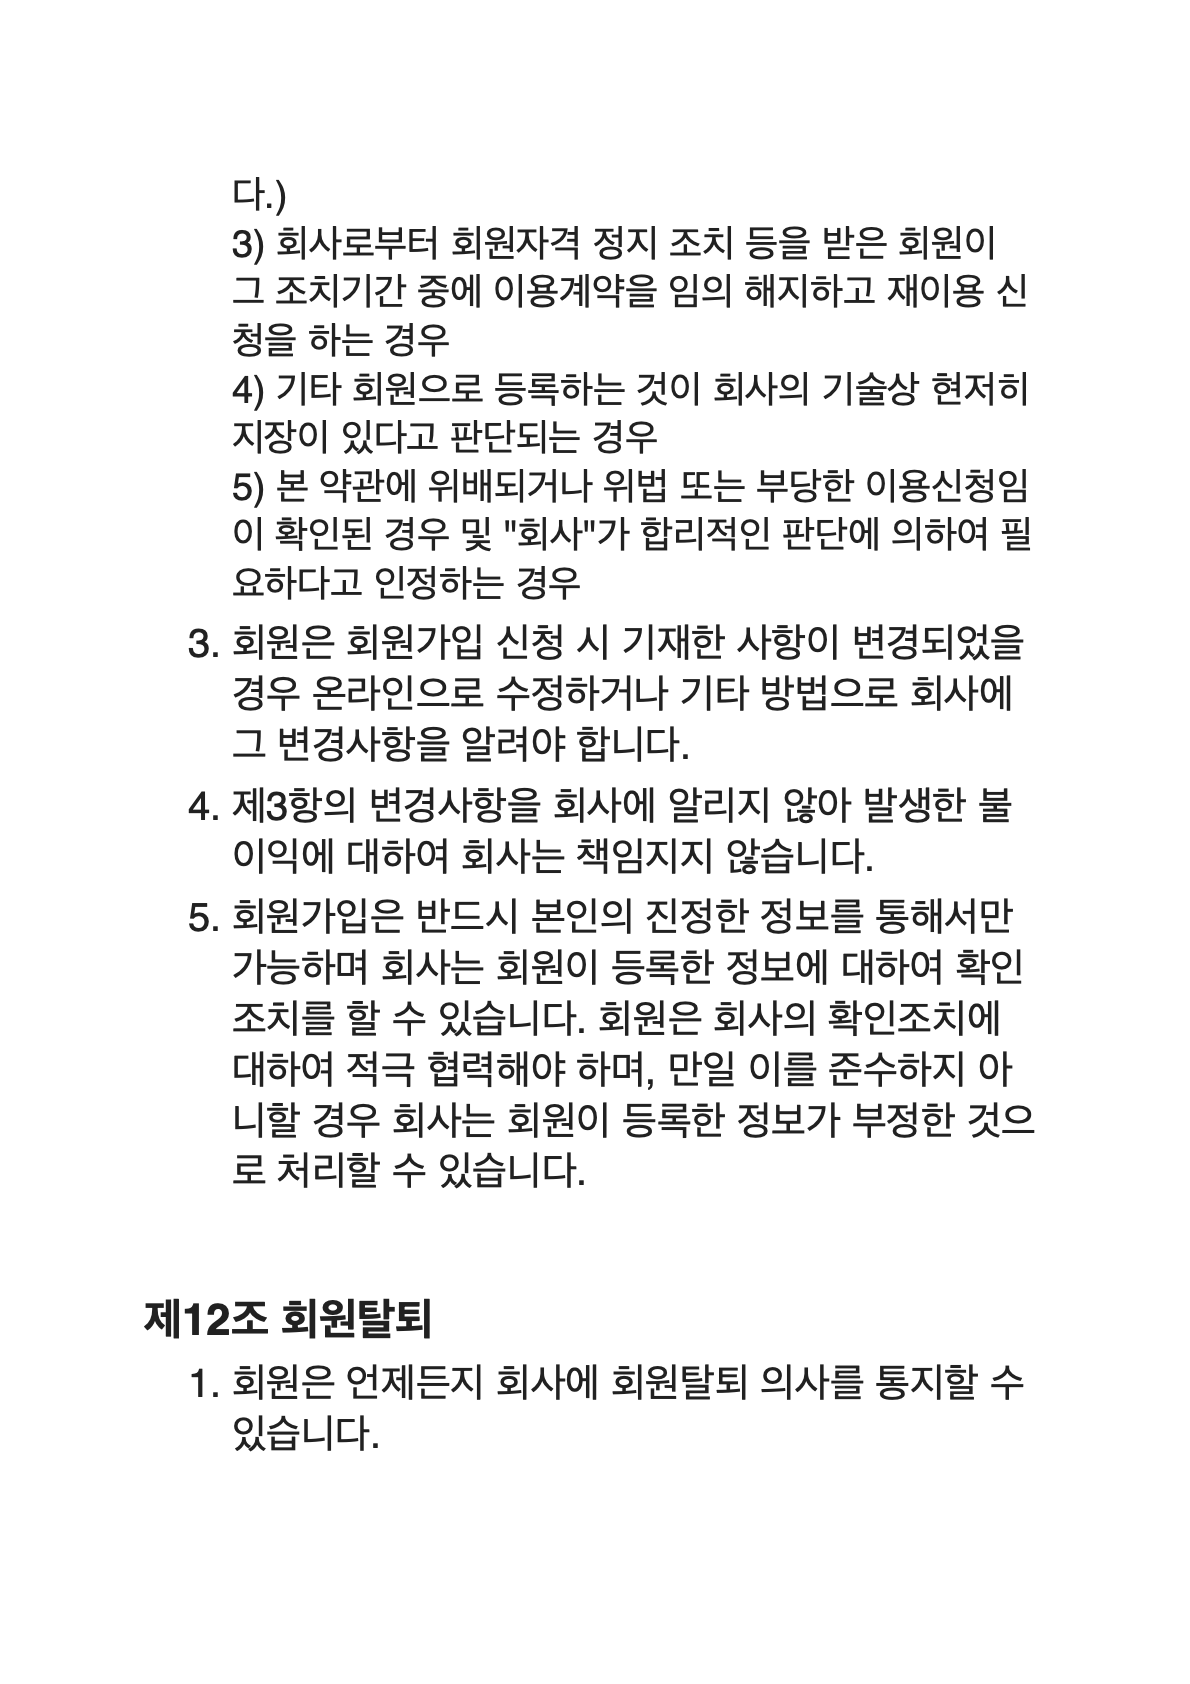 다.)
3) 회사로부터 회원자격 정지 조치 등을 받은 회원이
그 조치기간 중에 이용계약을 임의 해지하고 재이용 신
청을 하는 경우
4) 기타 회원으로 등록하는 것이 회사의 기술상 현저히
지장이 있다고 판단되는 경우
5) 본 약관에 위배되거나 위법 또는 부당한 이용신청임
이 확인된 경우 및 "회사"가 합리적인 판단에 의하여 필
요하다고 인정하는 경우
3. 회원은 회원가입 신청 시 기재한 사항이 변경되었을
경우 온라인으로 수정하거나 기타 방법으로 회사에
그 변경사항을 알려야 합니다.
4. 제3항의 변경사항을 회사에 알리지 않아 발생한 불
이익에 대하여 회사는 책임지지 않습니다.
5. 회원가입은 반드시 본인의 진정한 정보를 통해서만
가능하며 회사는 회원이 등록한 정보에 대하여 확인
조치를 할 수 있습니다. 회원은 회사의 확인조치에
대하여 적극 협력해야 하며, 만일 이를 준수하지 아
니할 경우 회사는 회원이 등록한 정보가 부정한 것으
로 처리할 수 있습니다.
제12조 회원탈퇴
1. 회원은 언제든지 회사에 회원탈퇴 의사를 통지할 수
있습니다.